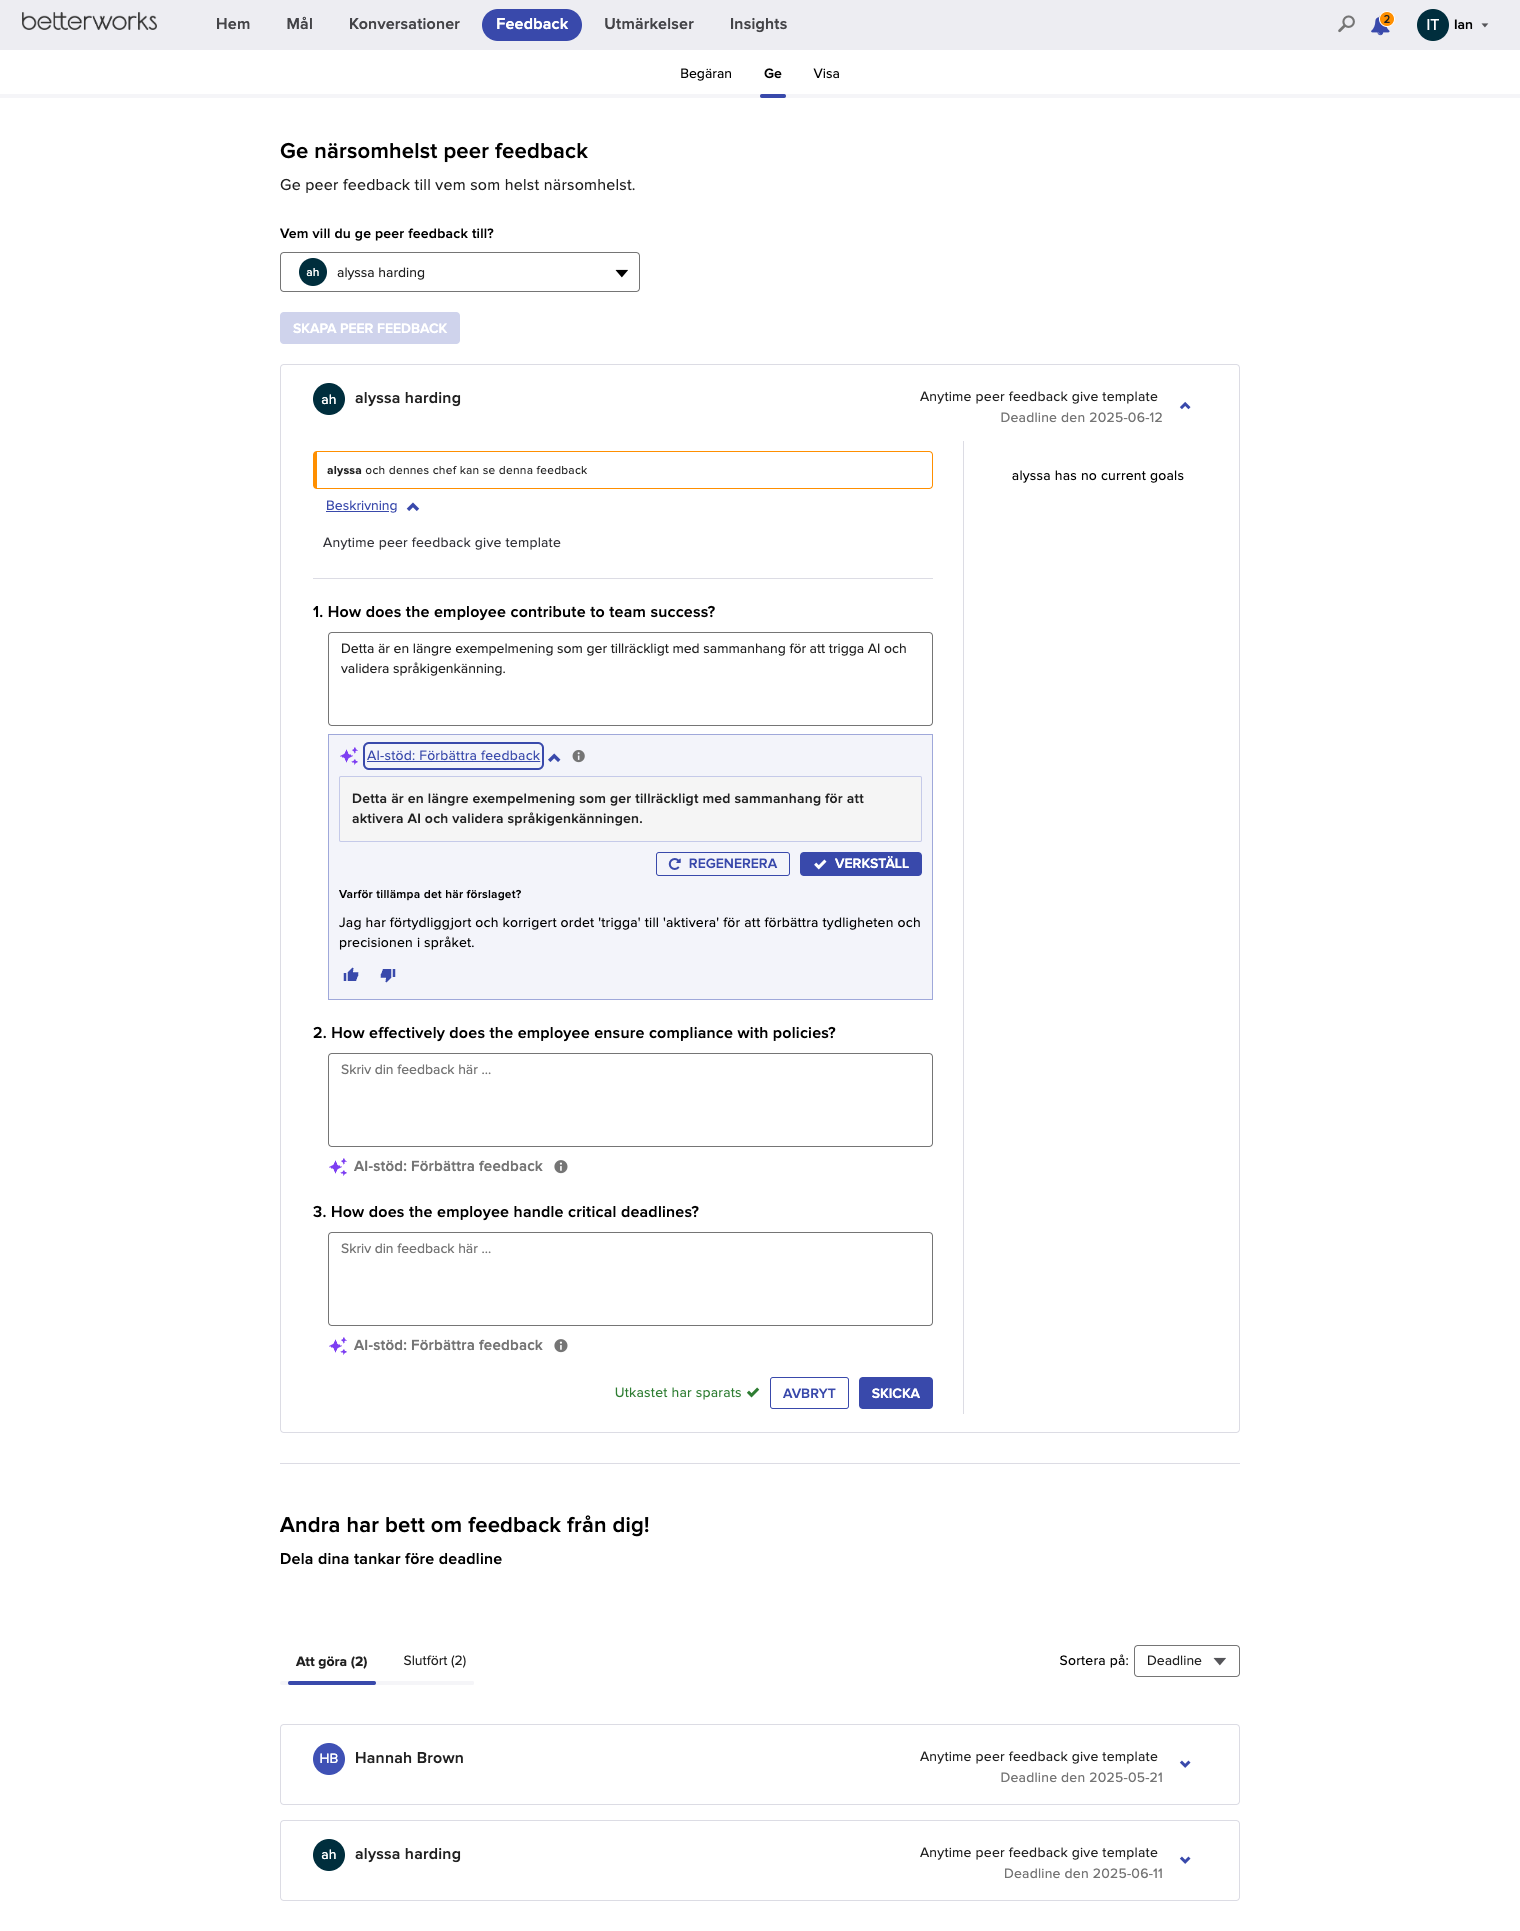 betterworks
Hem Mål Konversationer Feedback Utmärkelser Insights
2
IT Ian
Begäran Ge Visa
Ge närsomhelst peer feedback
Ge peer feedback till vem som helst närsomhelst.
Vem vill du ge peer feedback till?
ah alyssa harding
SKAPA PEER FEEDBACK
ah alyssa harding
Anytime peer feedback give template
Deadline den 2025-06-12
alyssa och dennes chef kan se denna feedback
alyssa has no current goals
Beskrivning
Anytime peer feedback give template
1. How does the employee contribute to team success?
Detta är en längre exempelmening som ger tillräckligt med sammanhang för att trigga AI och
validera språkigenkänning.
AI-stöd: Förbättra feedback
Detta är en längre exempelmening som ger tillräckligt med sammanhang för att
aktivera AI och validera språkigenkänningen.
REGENERERA VERKSTÄLL
Varför tillämpa det här förslaget?
Jag har förtydliggjort och korrigert ordet 'trigga' till 'aktivera' för att förbättra tydligheten och
precisionen i språket.
2. How effectively does the employee ensure compliance with policies?
Skriv din feedback här ...
AI-stöd: Förbättra feedback
3. How does the employee handle critical deadlines?
Skriv din feedback här ...
AI-stöd: Förbättra feedback
Utkastet har sparats AVBRYT SKICKA
Andra har bett om feedback från dig!
Dela dina tankar före deadline
Att göra (2) Slutfört (2)
Sortera på: Deadline
HB Hannah Brown
Anytime peer feedback give template
Deadline den 2025-05-21
ah alyssa harding
Anytime peer feedback give template
Deadline den 2025-06-11